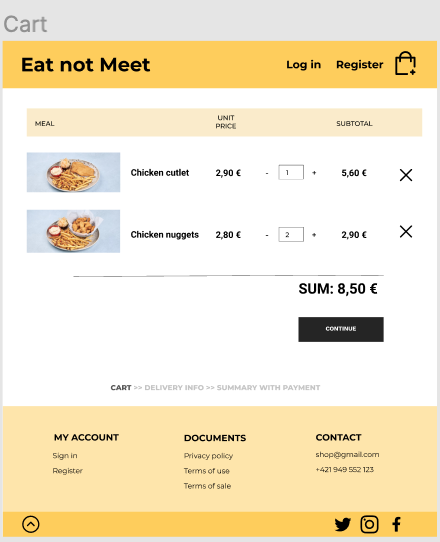 Cart
Eat not Meet
Log in
Register
MEAL
UNIT
PRICE
SUBTOTAL
Chicken cutlet 2,90 € - 1 + 5,60 €
Chicken nuggets 2,80 € - 2 + 2,90 €
SUM: 8,50 €
CONTINUE
CART >> DELIVERY INFO >> SUMMARY WITH PAYMENT
MY ACCOUNT
Sign in
Register
DOCUMENTS
Privacy policy
Terms of use
Terms of sale
CONTACT
shop@gmail.com
+421 949 552 123